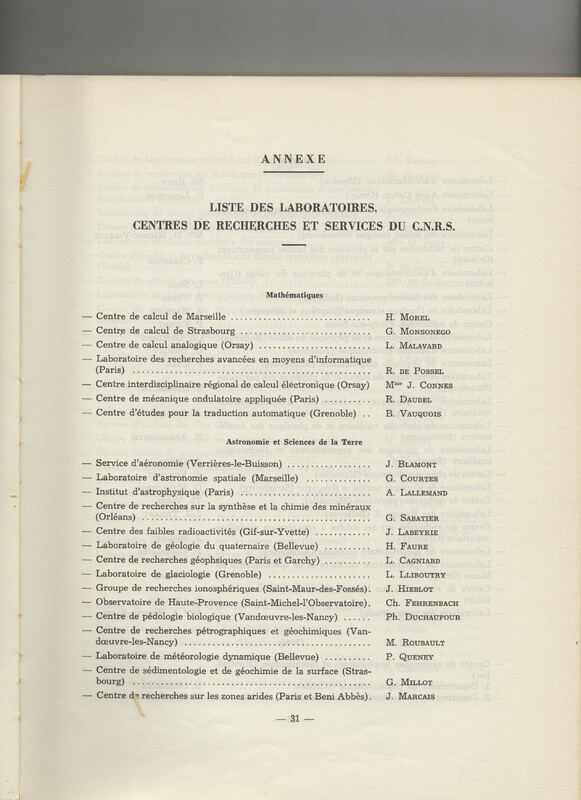 ANNEXE
LISTE DES LABORATOIRES,
CENTRES DE RECHERCHES ET SERVICES DU C.N.R.S.
Mathématiques
— Centre de calcul de Marseille .............................. H. MOREL
— Centre de calcul de Strasbourg ............................ G. MONSONEGO
— Centre de calcul analogique (Orsay) ........................ L. MALAVARD
— Laboratoire des recherches avancées en moyens d'informatique
(Paris) .................................................... R. DE POSSEL
— Centre interdisciplinaire régional de calcul électronique (Orsay) Mme J. CONNES
— Centre de mécanique ondulatoire appliquée (Paris) .......... R. DAUDEL
— Centre d'études pour la traduction automatique (Grenoble) .. B. VAUQUOIS
Astronomie et Sciences de la Terre
— Service d'aéronomie (Verrières-le-Buisson) .................. J. BLAMONT
— Laboratoire d'astronomie spatiale (Marseille) ................ G. COURTES
— Institut d'astrophysique (Paris) ............................ A. LALLEMAND
— Centre de recherches sur la synthèse et la chimie des minéraux
(Orléans) .................................................. G. SABATIER
— Centre des faibles radioactivités (Gif-sur-Yvette) ............ J. LABEYRIE
— Laboratoire de géologie du quaternaire (Bellevue) .......... H. FAURE
— Centre de recherches géophsiques (Paris et Garchy) .......... L. CAGNIARD
— Laboratoire de glaciologie (Grenoble) ...................... L. LLIBOUTRY
— Groupe de recherches ionosphériques (Saint-Maur-des-Fossés). J. HIEBLOT
— Observatoire de Haute-Provence (Saint-Michel-l'Observatoire). Ch. FEHRENBACH
— Centre de pédologie biologique (Vandœuvre-les-Nancy) ...... Ph. DUCHAUFOUR
— Centre de recherches pétrographiques et géochimiques (Van-
dœuvre-les-Nancy) ........................................ M. ROUBAULT
— Laboratoire de météorologie dynamique (Bellevue) .......... P. QUENEY
— Centre de sédimentologie et de géochimie de la surface (Stras-
bourg) .................................................... G. MILLOT
— Centre de recherches sur les zones arides (Paris et Beni Abbès). J. MARCAIS
— 31 —